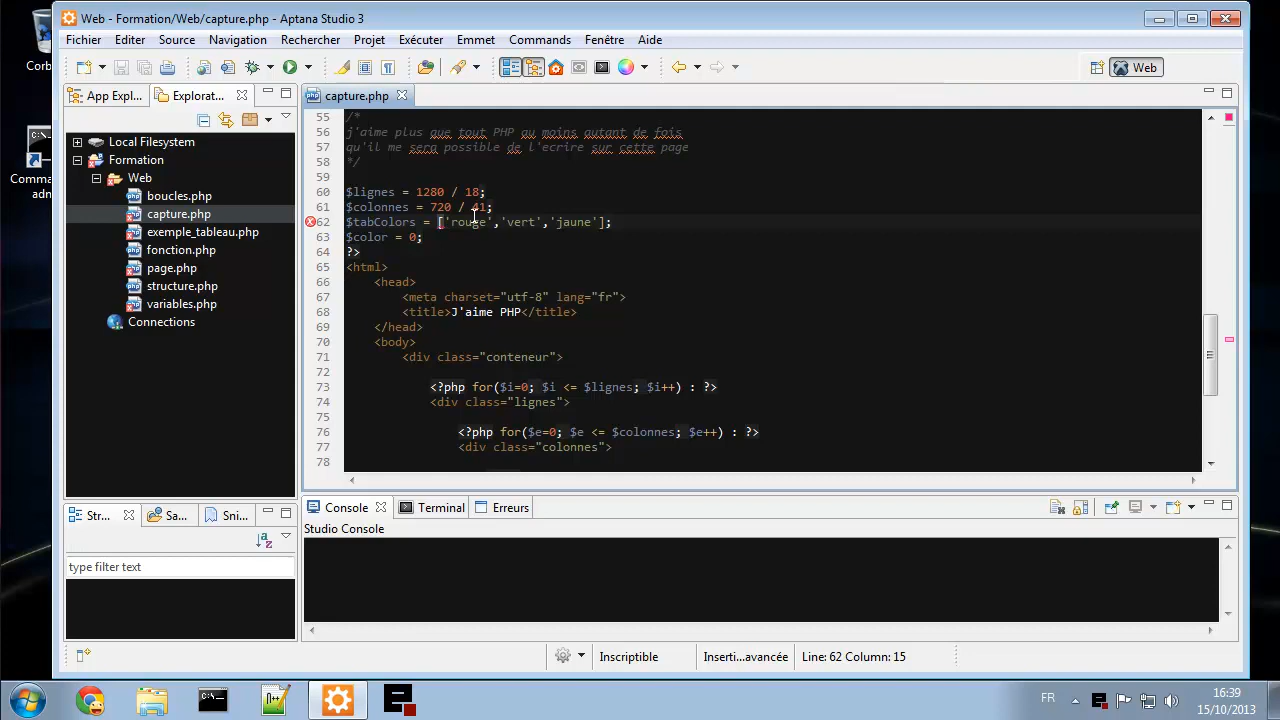 Web - Formation/Web/capture.php - Aptana Studio 3
Fichier Editer Source Navigation Rechercher Projet Exécuter Emmet Commands Fenêtre Aide
Web
App Expl...
Explorat...
capture.php
Local Filesystem
Formation
Web
boucles.php
capture.php
exemple_tableau.php
fonction.php
page.php
structure.php
variables.php
Connections
55 /*
56 j'aime plus que tout PHP au moins autant de fois
57 qu'il me sera possible de l'ecrire sur cette page
58 */
59
60 $lignes = 1280 / 18;
61 $colonnes = 720 / 41;
62 $tabColors = ['rouge','vert','jaune'];
63 $color = 0;
64 ?>
65 <html>
66 <head>
67 <meta charset="utf-8" lang="fr">
68 <title>J'aime PHP</title>
69 </head>
70 <body>
71 <div class="conteneur">
72
73 <?php for($i=0; $i <= $lignes; $i++) : ?>
74 <div class="lignes">
75
76 <?php for($e=0; $e <= $colonnes; $e++) : ?>
77 <div class="colonnes">
78
Str...
Sa...
Sni...
type filter text
Console
Terminal
Erreurs
Studio Console
Inscriptible
Inserti...avancée
Line: 62 Column: 15
Corb
Comma
adn
FR
16:39
15/10/2013